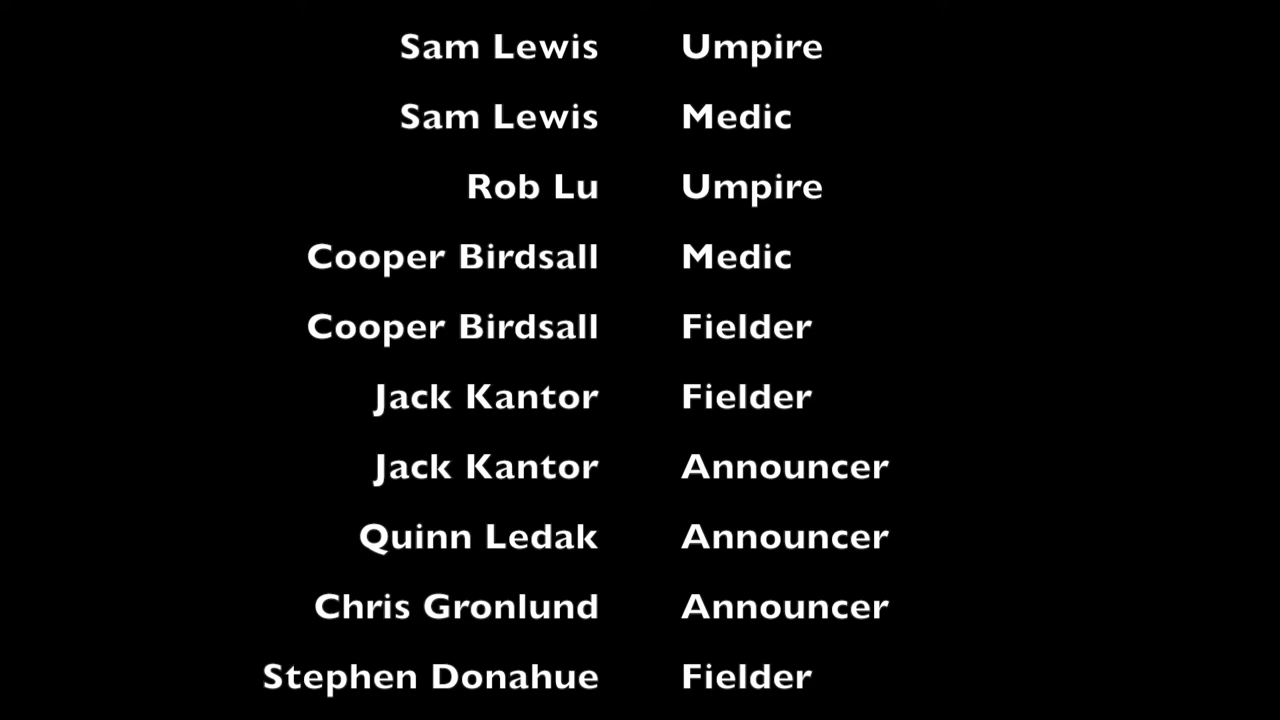 Sam Lewis Umpire
Sam Lewis Medic
Rob Lu Umpire
Cooper Birdsall Medic
Cooper Birdsall Fielder
Jack Kantor Fielder
Jack Kantor Announcer
Quinn Ledak Announcer
Chris Gronlund Announcer
Stephen Donahue Fielder